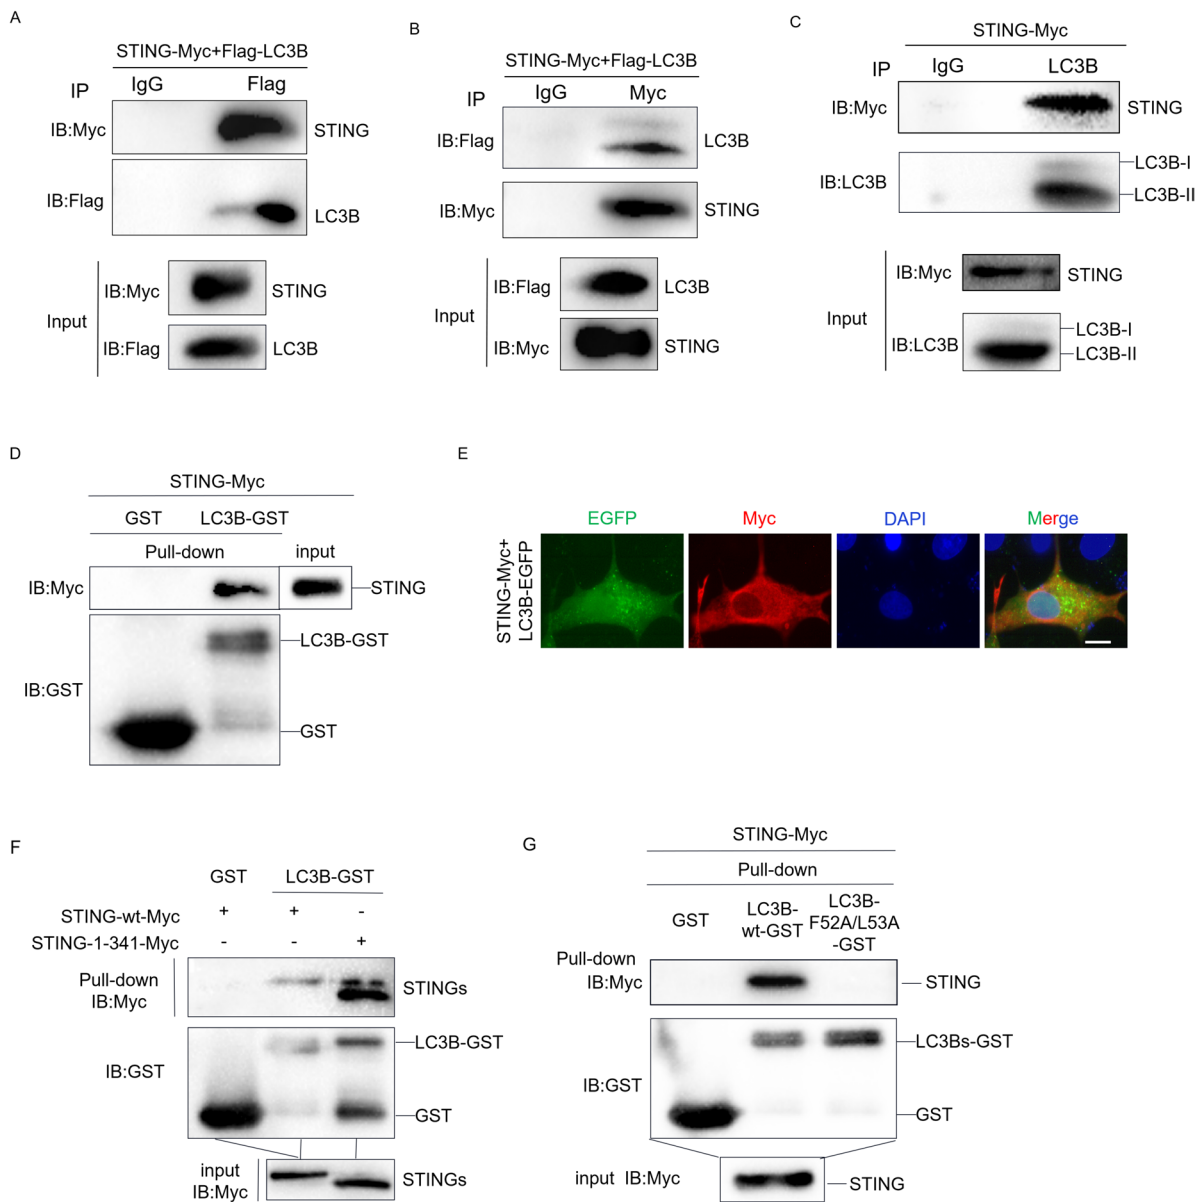 A
STING-Myc+Flag-LC3B
IP
IgG
Flag
IB:Myc
STING
IB:Flag
LC3B
Input
IB:Myc
STING
IB:Flag
LC3B
B
STING-Myc+Flag-LC3B
IP
IgG
Myc
IB:Flag
LC3B
IB:Myc
STING
Input
IB:Flag
LC3B
IB:Myc
STING
C
STING-Myc
IP
IgG
LC3B
IB:Myc
STING
IB:LC3B
LC3B-I
LC3B-II
Input
IB:Myc
STING
IB:LC3B
LC3B-I
LC3B-II
D
STING-Myc
GST
LC3B-GST
Pull-down
input
IB:Myc
STING
IB:GST
LC3B-GST
GST
E
EGFP
Myc
DAPI
Merge
STING-Myc+
LC3B-EGFP
F
GST
LC3B-GST
STING-wt-Myc
+
+
-
STING-1-341-Myc
-
-
+
Pull-down
IB:Myc
STINGs
IB:GST
LC3B-GST
GST
input
IB:Myc
STINGs
G
STING-Myc
Pull-down
GST
LC3B-
wt-GST
LC3B-
F52A/L53A
-GST
Pull-down
IB:Myc
STING
IB:GST
LC3Bs-GST
GST
input IB:Myc
STING